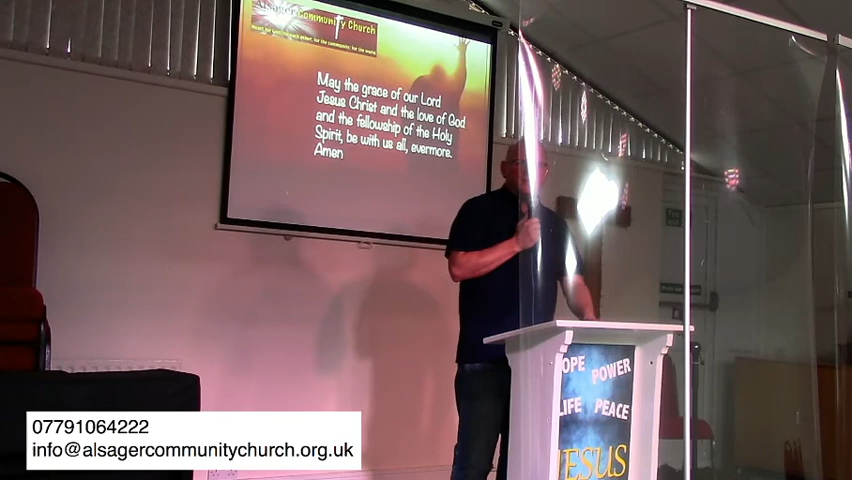 Alsager Community Church
May the grace of our Lord
Jesus Christ and the love of God
and the fellowship of the Holy
Spirit, be with us all, evermore.
Amen
OPE POWER
LIFE PEACE
JESUS
07791064222
info@alsagercommunitychurch.org.uk